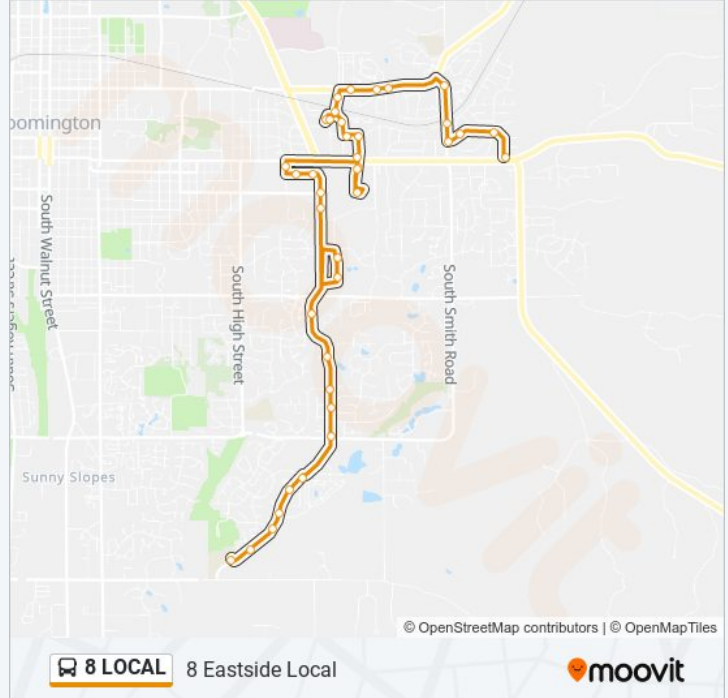 oomington
South Walnut Street
South High Street
South Smith Road
Sunny Slopes
© OpenStreetMap contributors | © OpenMapTiles
8 LOCAL
8 Eastside Local
moovit